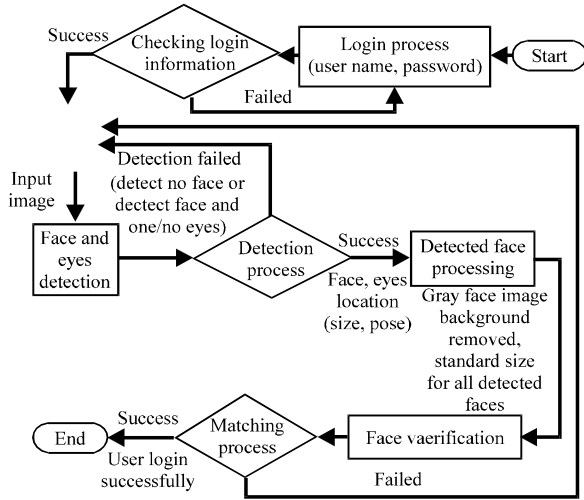 Success
Checking login
information
Login process
(user name, password)
Start
Failed
Detection failed
(detect no face or
dectect face and
one/no eyes)
Input
image
Face and
eyes
detection
Detection
process
Success
Face, eyes
location
(size, pose)
Detected face
processing
Gray face image
background
removed,
standard size
for all detected
faces
Face vaerification
Matching
process
Failed
Success
User login
successfully
End